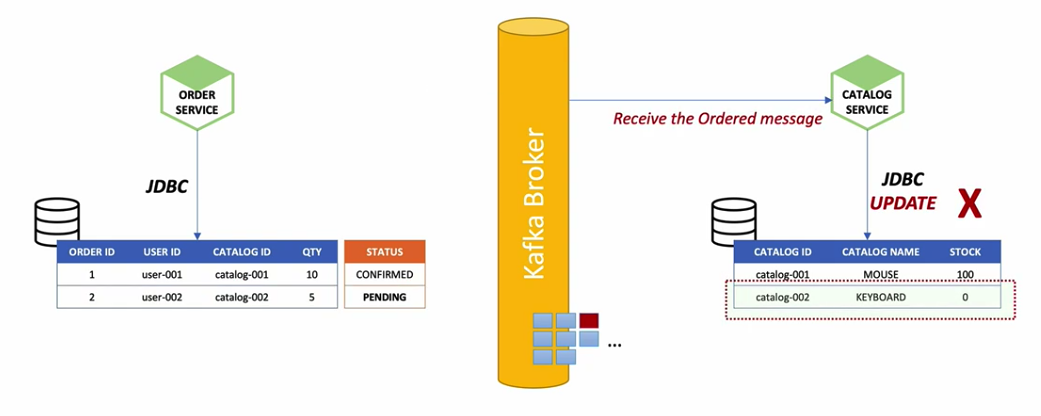 ORDER
SERVICE
JDBC
ORDER ID USER ID CATALOG ID QTY STATUS
1 user-001 catalog-001 10 CONFIRMED
2 user-002 catalog-002 5 PENDING
Kafka Broker
...
Receive the Ordered message
CATALOG
SERVICE
JDBC
UPDATE X
CATALOG ID CATALOG NAME STOCK
catalog-001 MOUSE 100
catalog-002 KEYBOARD 0